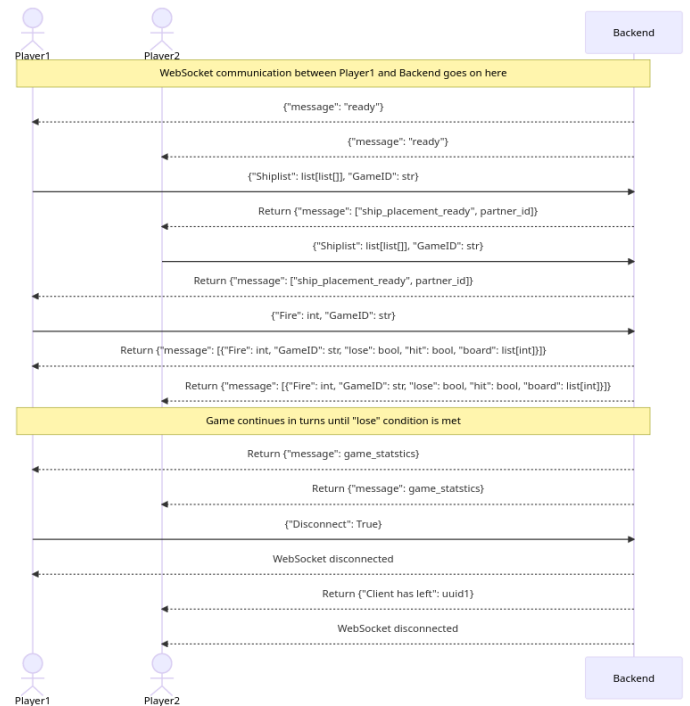 Player1
Player2
Backend
WebSocket communication between Player1 and Backend goes on here
{"message": "ready"}
{"message": "ready"}
{"Shiplist": list[list[]], "GameID": str}
Return {"message": ["ship_placement_ready", partner_id]}
{"Shiplist": list[list[]], "GameID": str}
Return {"message": ["ship_placement_ready", partner_id]}
{"Fire": int, "GameID": str}
Return {"message": [{"Fire": int, "GameID": str, "lose": bool, "hit": bool, "board": list[int]}]}
Return {"message": [{"Fire": int, "GameID": str, "lose": bool, "hit": bool, "board": list[int]}]}
Game continues in turns until "lose" condition is met
Return {"message": game_statstics}
Return {"message": game_statstics}
{"Disconnect": True}
WebSocket disconnected
Return {"Client has left": uuid1}
WebSocket disconnected
Player1
Player2
Backend